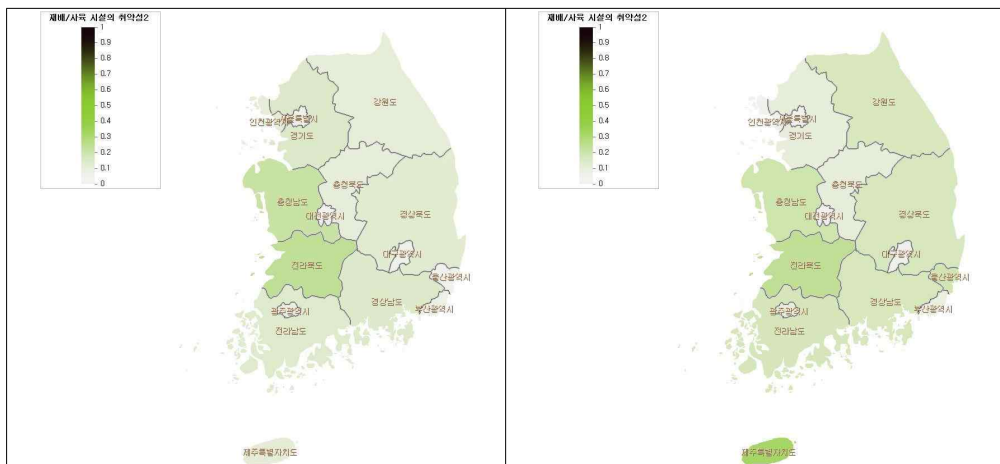 재배/사육 시설의 취약성2
1
0.9
0.8
0.7
0.6
0.5
0.4
0.3
0.2
0.1
0
강원도
서울특별시
인천광역시
경기도
충청북도
충청남도
대전광역시
경상북도
대구광역시
전라북도
울산광역시
경상남도
부산광역시
광주광역시
전라남도
제주특별자치도
재배/사육 시설의 취약성2
1
0.9
0.8
0.7
0.6
0.5
0.4
0.3
0.2
0.1
0
강원도
서울특별시
인천광역시
경기도
충청북도
충청남도
대전광역시
경상북도
대구광역시
전라북도
울산광역시
경상남도
부산광역시
광주광역시
전라남도
제주특별자치도